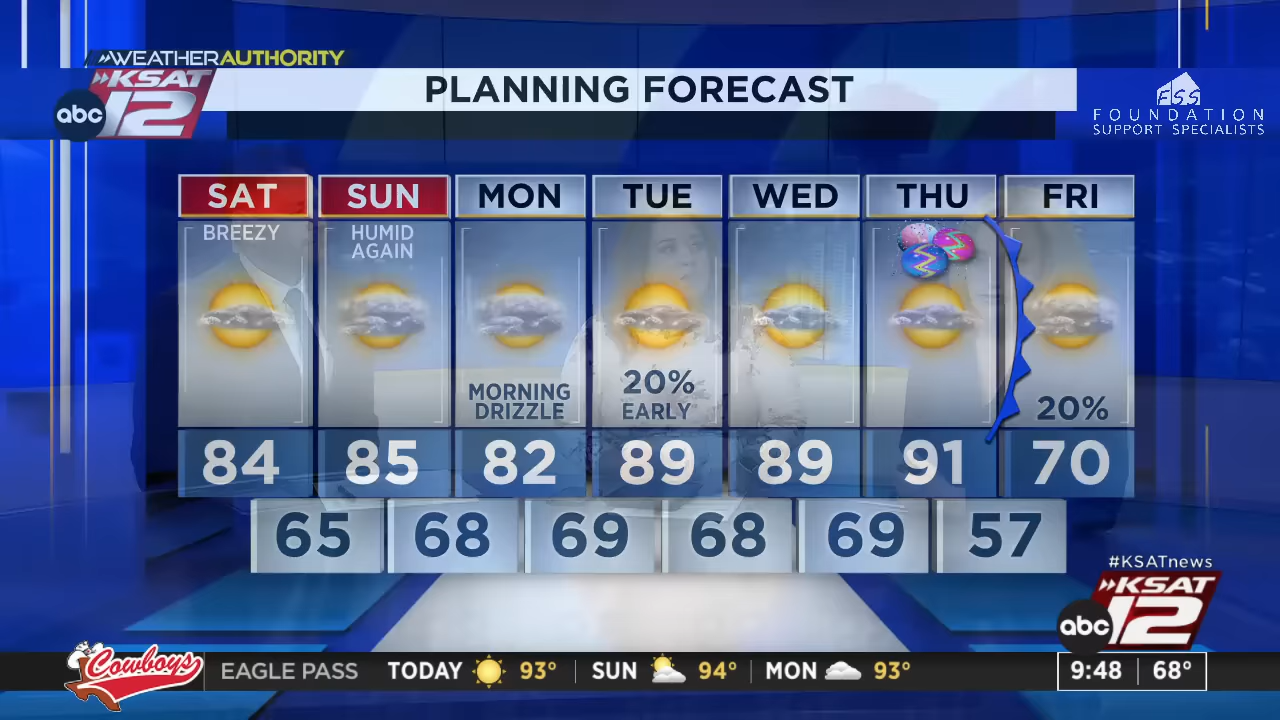 WEATHERAUTHORITY
KSAT
abc 12
PLANNING FORECAST
FSS
FOUNDATION
SUPPORT SPECIALISTS
SAT SUN MON TUE WED THU FRI
BREEZY
HUMID
AGAIN
MORNING
DRIZZLE
20%
EARLY
20%
84 85 82 89 89 91 70
65 68 69 68 69 57
#KSATnews
KSAT
abc 12
Cowboys EAGLE PASS TODAY 93° SUN 94° MON 93° 9:48 68°